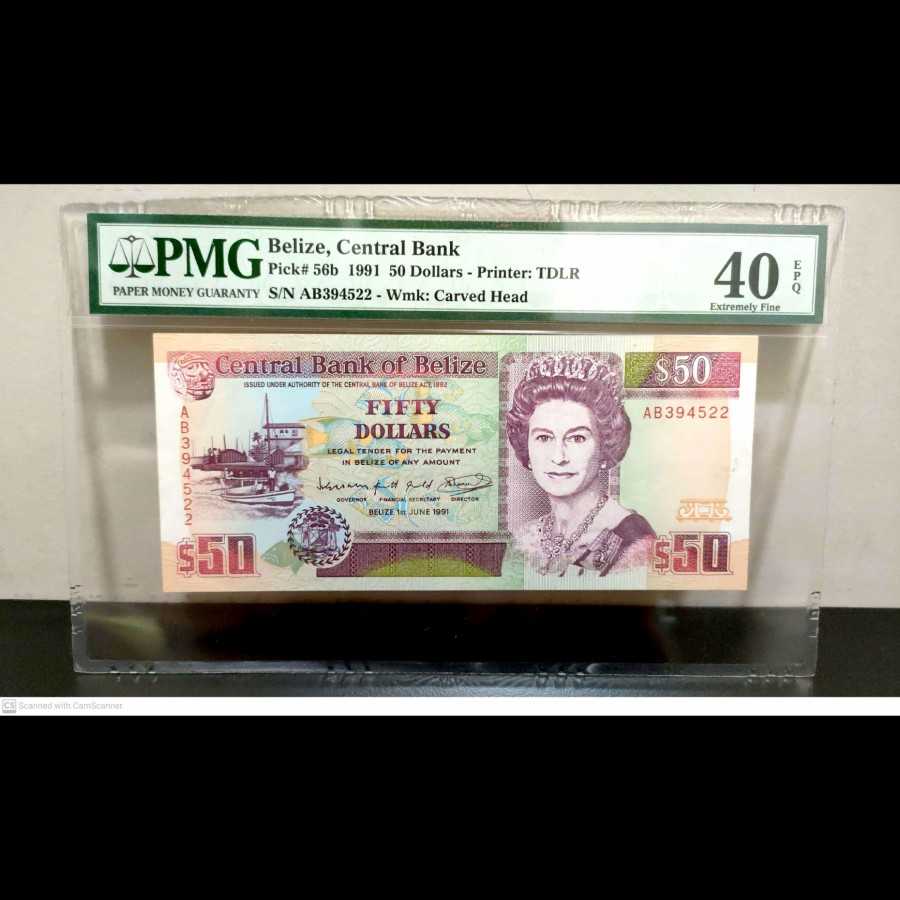 PMG
PAPER MONEY GUARANTY
Belize, Central Bank
Pick# 56b 1991 50 Dollars - Printer: TDLR
S/N AB394522 - Wmk: Carved Head
40
EPQ
Extremely Fine
Central Bank of Belize
$50
ISSUED UNDER AUTHORITY OF THE CENTRAL BANK OF BELIZE ACT, 1982
AB394522
AB394522
FIFTY
DOLLARS
LEGAL TENDER FOR THE PAYMENT
IN BELIZE OF ANY AMOUNT
GOVERNOR FINANCIAL SECRETARY DIRECTOR
BELIZE 1st JUNE 1991
$50
$50
CS Scanned with CamScanner